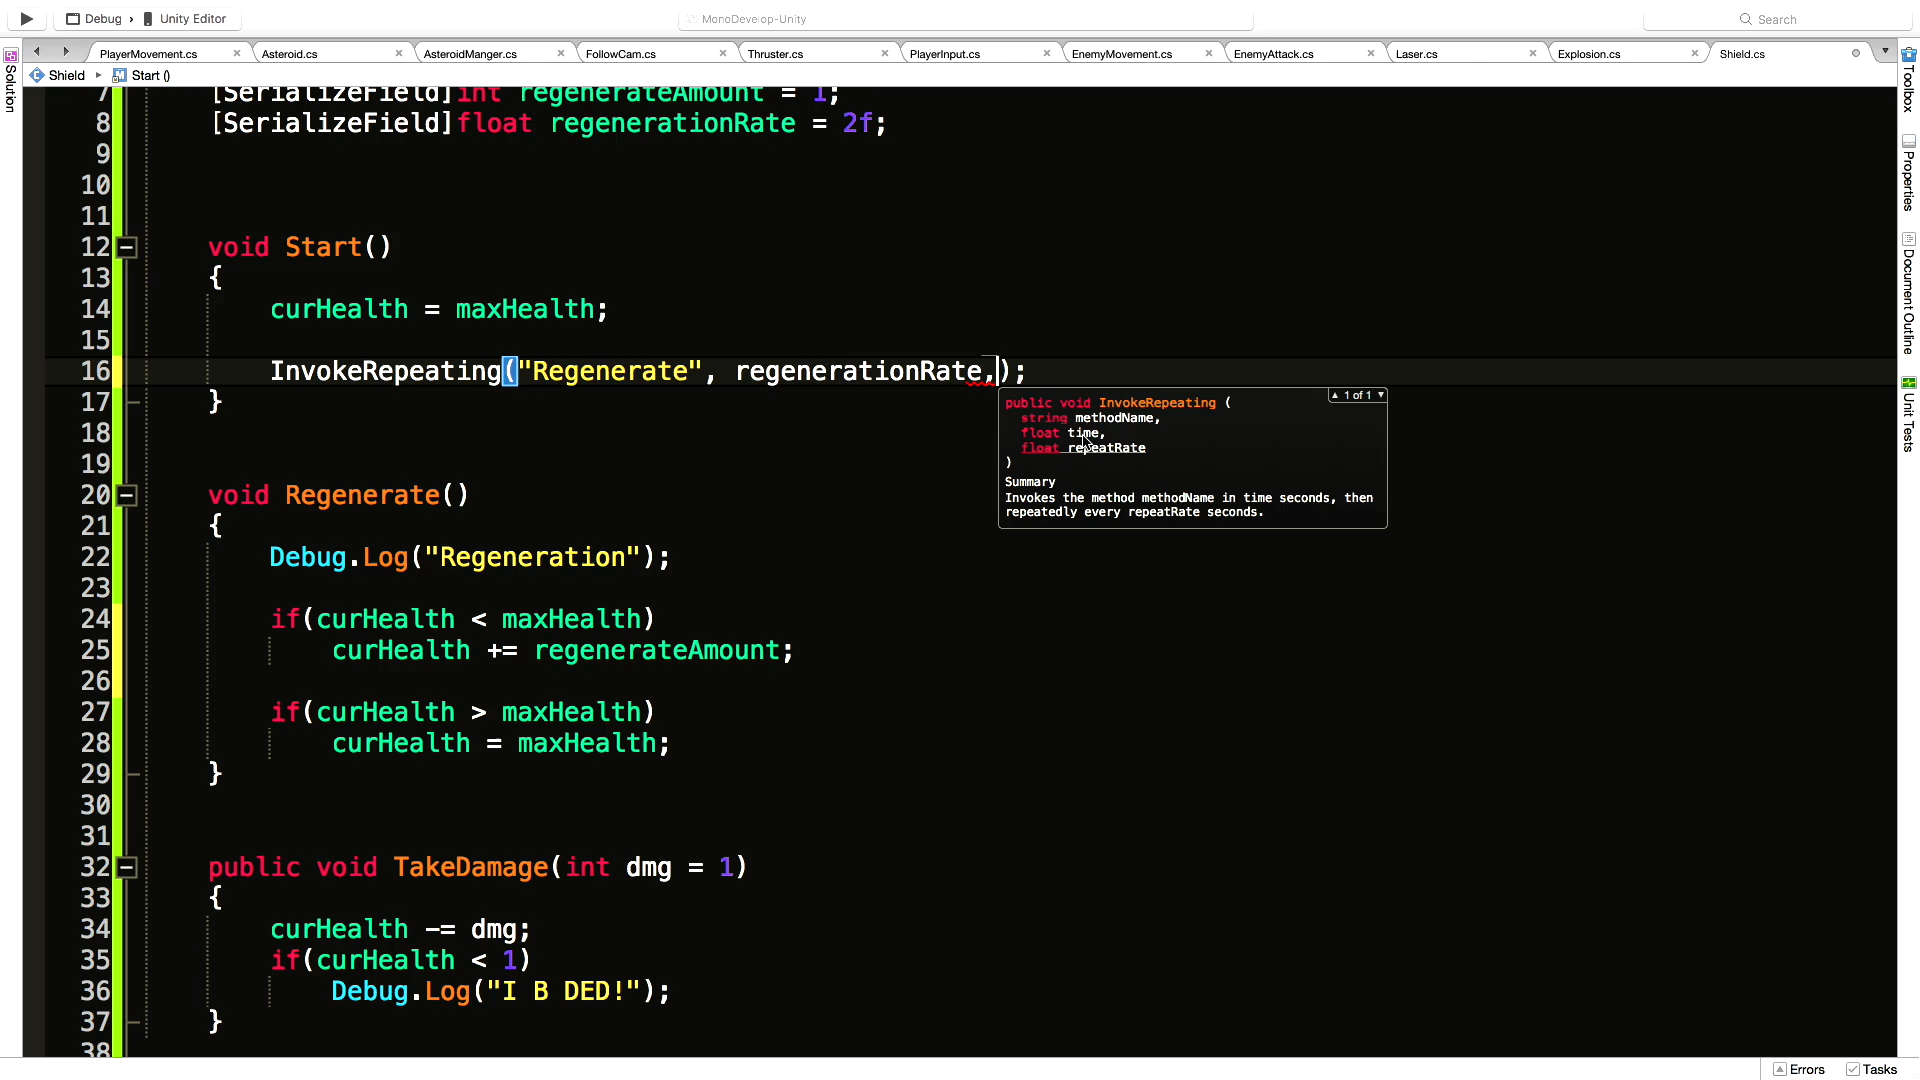 Debug › Unity Editor
MonoDevelop-Unity
Search
PlayerMovement.cs
Asteroid.cs
AsteroidManger.cs
FollowCam.cs
Thruster.cs
PlayerInput.cs
EnemyMovement.cs
EnemyAttack.cs
Laser.cs
Explosion.cs
Shield.cs
Shield ▸ Start ()
Solution
Toolbox
Properties
Document Outline
Unit Tests
7 [SerializeField]int regenerateAmount = 1;
8 [SerializeField]float regenerationRate = 2f;
9
10
11
12 void Start()
13 {
14 curHealth = maxHealth;
15
16 InvokeRepeating("Regenerate", regenerationRate,);
17 }
18
19
20 void Regenerate()
21 {
22 Debug.Log("Regeneration");
23
24 if(curHealth < maxHealth)
25 curHealth += regenerateAmount;
26
27 if(curHealth > maxHealth)
28 curHealth = maxHealth;
29 }
30
31
32 public void TakeDamage(int dmg = 1)
33 {
34 curHealth -= dmg;
35 if(curHealth < 1)
36 Debug.Log("I B DED!");
37 }
38
▲ 1 of 1 ▼
public void InvokeRepeating (
string methodName,
float time,
float repeatRate
)
Summary
Invokes the method methodName in time seconds, then
repeatedly every repeatRate seconds.
Errors
Tasks